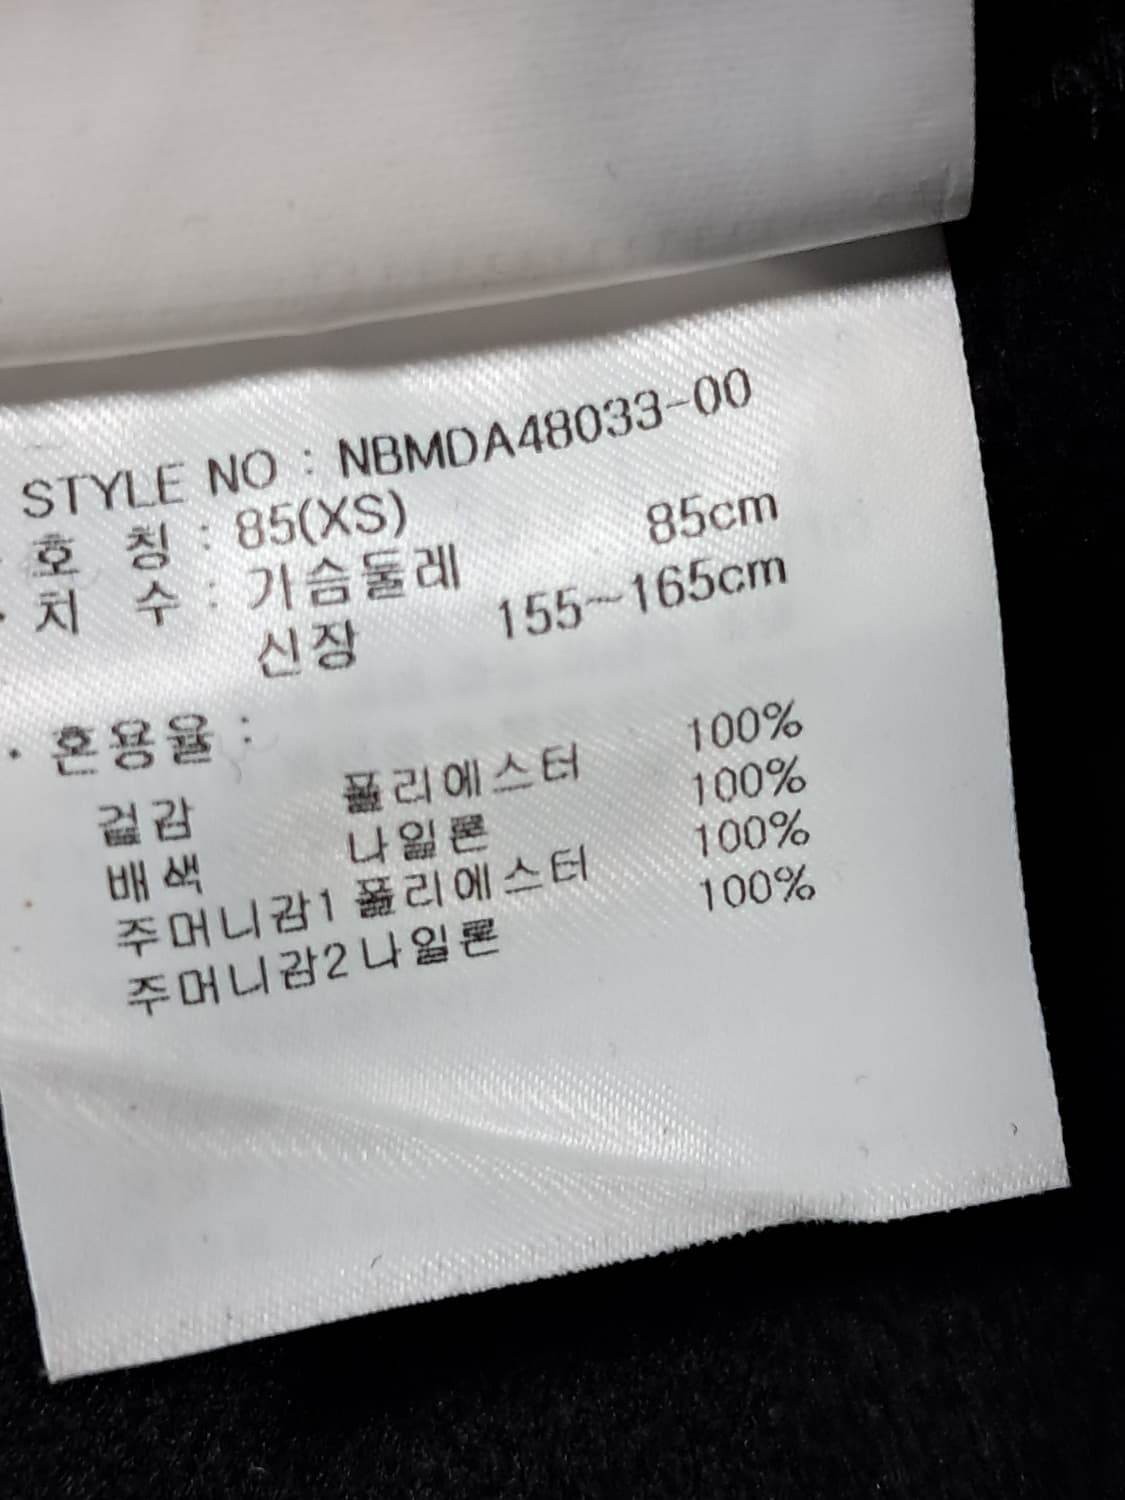 STYLE NO : NBMDA48033-00
· 호 칭 : 85(XS)
· 치 수 : 가슴둘레 85cm
신장 155~165cm
· 혼용율 :
겉감 폴리에스터 100%
배색 나일론 100%
주머니감1 폴리에스터 100%
주머니감2 나일론 100%